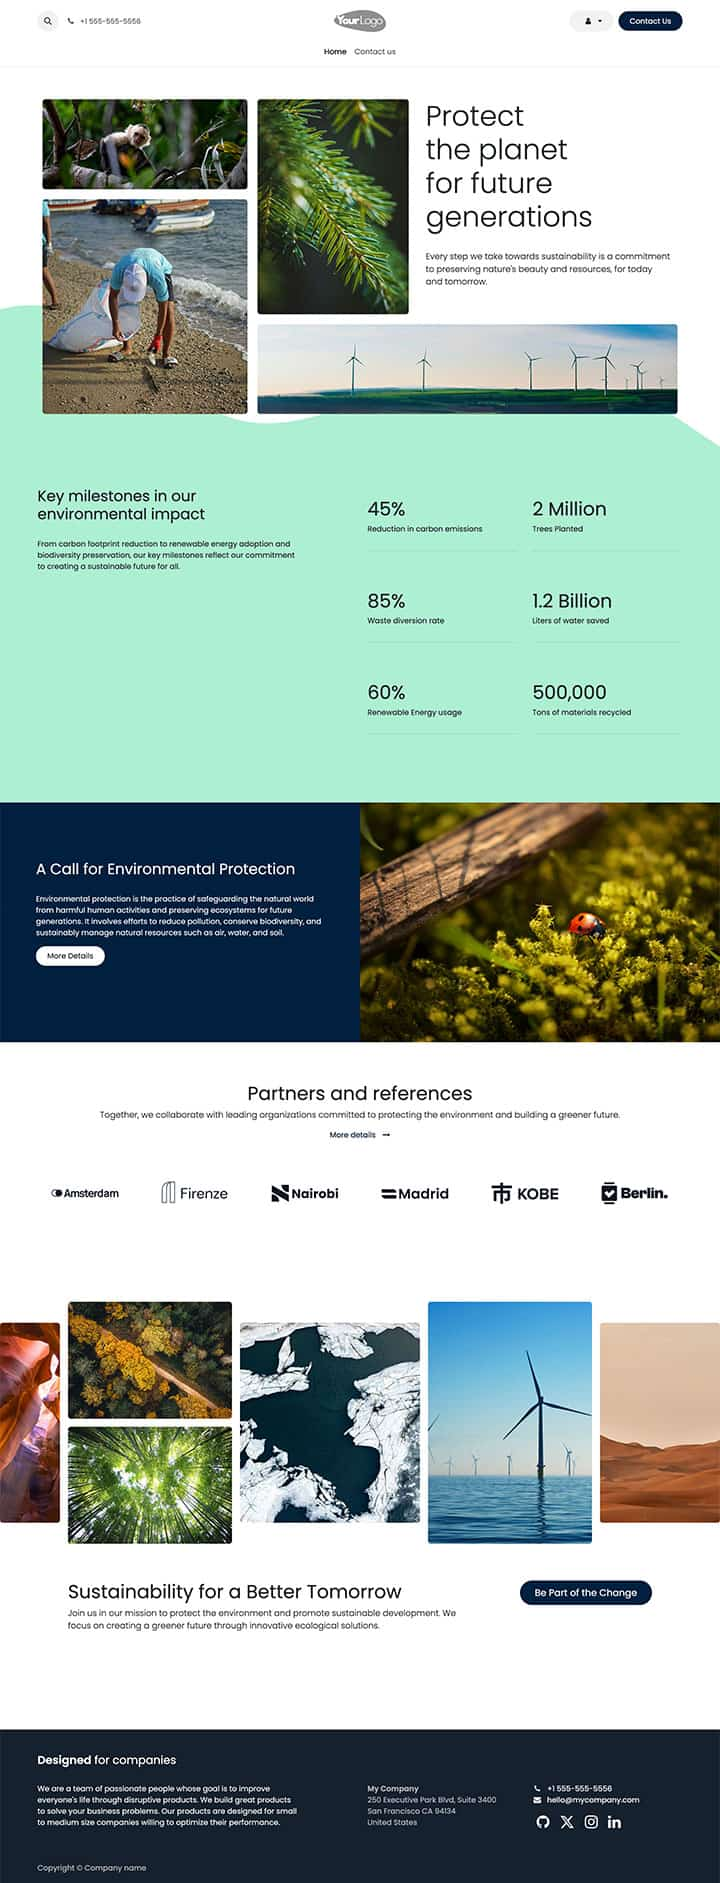 +1 555-555-5556
YourLogo
Contact Us
Home
Contact us
Protect
the planet
for future
generations
Every step we take towards sustainability is a commitment
to preserving nature's beauty and resources, for today
and tomorrow.
Key milestones in our
environmental impact
From carbon footprint reduction to renewable energy adoption and
biodiversity preservation, our key milestones reflect our commitment
to creating a sustainable future for all.
45%
Reduction in carbon emissions
2 Million
Trees Planted
85%
Waste diversion rate
1.2 Billion
Liters of water saved
60%
Renewable Energy usage
500,000
Tons of materials recycled
A Call for Environmental Protection
Environmental protection is the practice of safeguarding the natural world
from harmful human activities and preserving ecosystems for future
generations. It involves efforts to reduce pollution, conserve biodiversity, and
sustainably manage natural resources such as air, water, and soil.
More Details
Partners and references
Together, we collaborate with leading organizations committed to protecting the environment and building a greener future.
More details
Amsterdam
Firenze
Nairobi
Madrid
市 KOBE
Berlin.
Sustainability for a Better Tomorrow
Join us in our mission to protect the environment and promote sustainable development. We
focus on creating a greener future through innovative ecological solutions.
Be Part of the Change
Designed for companies
We are a team of passionate people whose goal is to improve
everyone's life through disruptive products. We build great products
to solve your business problems. Our products are designed for small
to medium size companies willing to optimize their performance.
My Company
250 Executive Park Blvd, Suite 3400
San Francisco CA 94134
United States
+1 555-555-5556
hello@mycompany.com
Copyright © Company name